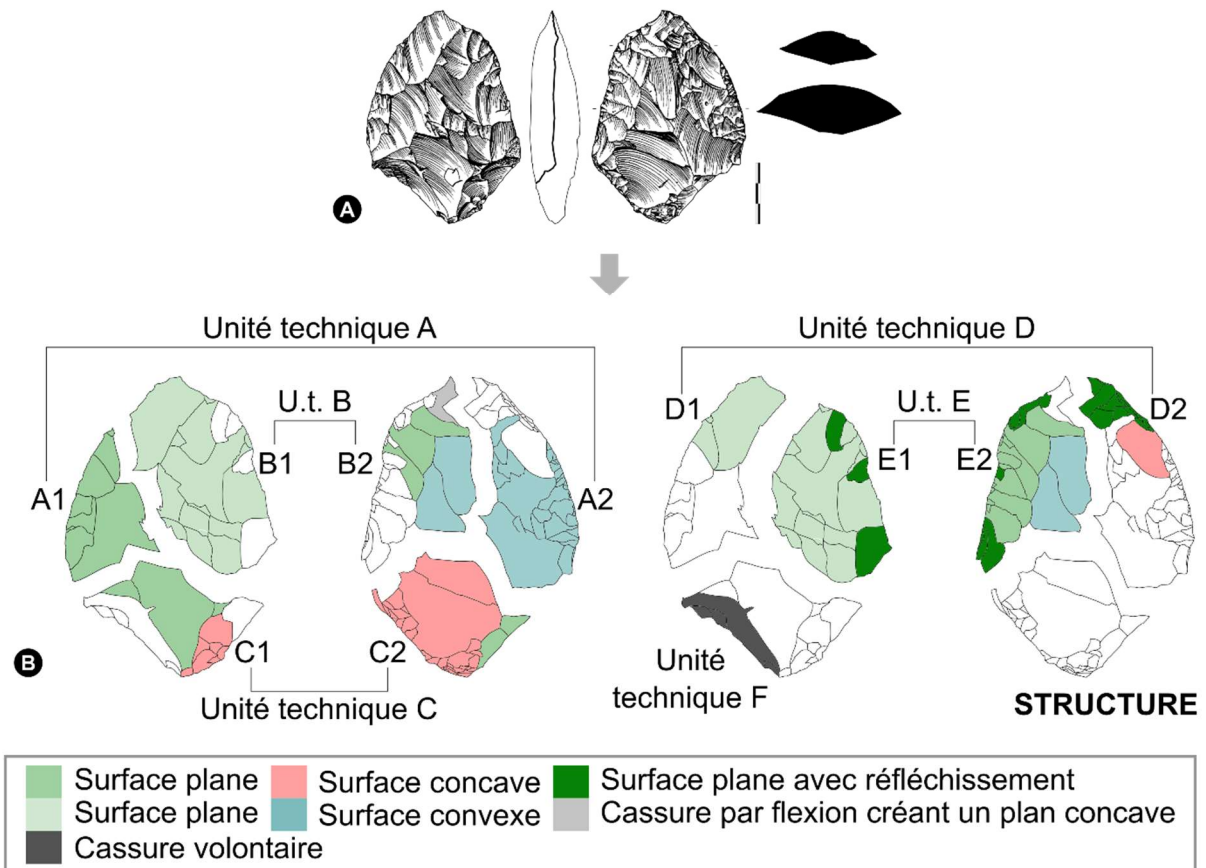 A
Unité technique A
Unité technique D
U.t. B
U.t. E
D1
D2
B1
B2
E1
E2
A1
A2
C1
C2
B
Unité technique C
Unité
technique F
STRUCTURE
Surface plane
Surface concave
Surface plane avec réfléchissement
Surface plane
Surface convexe
Cassure par flexion créant un plan concave
Cassure volontaire